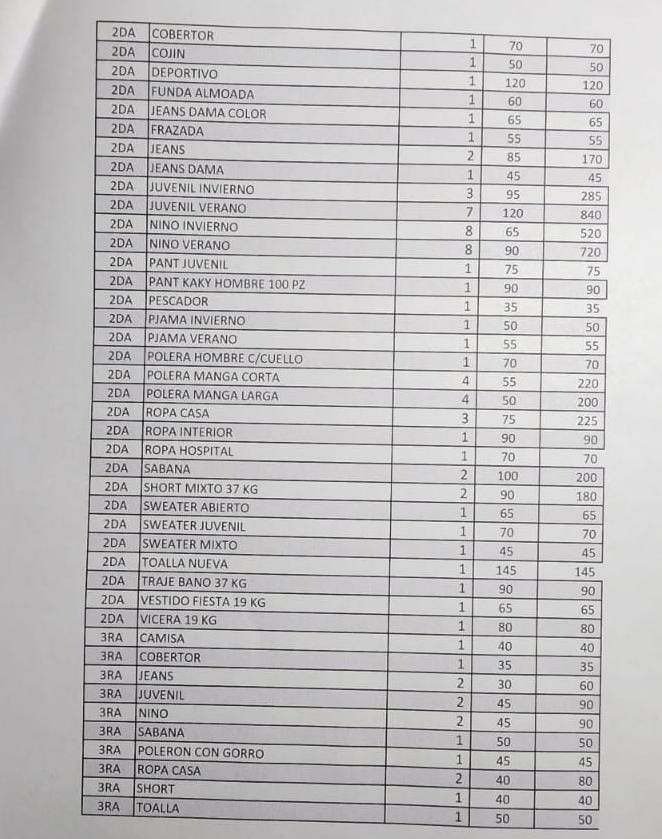 2DA COBERTOR 1 70 70
2DA COJIN 1 50 50
2DA DEPORTIVO 1 120 120
2DA FUNDA ALMOADA 1 60 60
2DA JEANS DAMA COLOR 1 65 65
2DA FRAZADA 1 55 55
2DA JEANS 2 85 170
2DA JEANS DAMA 1 45 45
2DA JUVENIL INVIERNO 3 95 285
2DA JUVENIL VERANO 7 120 840
2DA NINO INVIERNO 8 65 520
2DA NINO VERANO 8 90 720
2DA PANT JUVENIL 1 75 75
2DA PANT KAKY HOMBRE 100 PZ 1 90 90
2DA PESCADOR 1 35 35
2DA PJAMA INVIERNO 1 50 50
2DA PJAMA VERANO 1 55 55
2DA POLERA HOMBRE C/CUELLO 1 70 70
2DA POLERA MANGA CORTA 4 55 220
2DA POLERA MANGA LARGA 4 50 200
2DA ROPA CASA 3 75 225
2DA ROPA INTERIOR 1 90 90
2DA ROPA HOSPITAL 1 70 70
2DA SABANA 2 100 200
2DA SHORT MIXTO 37 KG 2 90 180
2DA SWEATER ABIERTO 1 65 65
2DA SWEATER JUVENIL 1 70 70
2DA SWEATER MIXTO 1 45 45
2DA TOALLA NUEVA 1 145 145
2DA TRAJE BANO 37 KG 1 90 90
2DA VESTIDO FIESTA 19 KG 1 65 65
2DA VICERA 19 KG 1 80 80
3RA CAMISA 1 40 40
3RA COBERTOR 1 35 35
3RA JEANS 2 30 60
3RA JUVENIL 2 45 90
3RA NINO 2 45 90
3RA SABANA 1 50 50
3RA POLERON CON GORRO 1 45 45
3RA ROPA CASA 2 40 80
3RA SHORT 1 40 40
3RA TOALLA 1 50 50